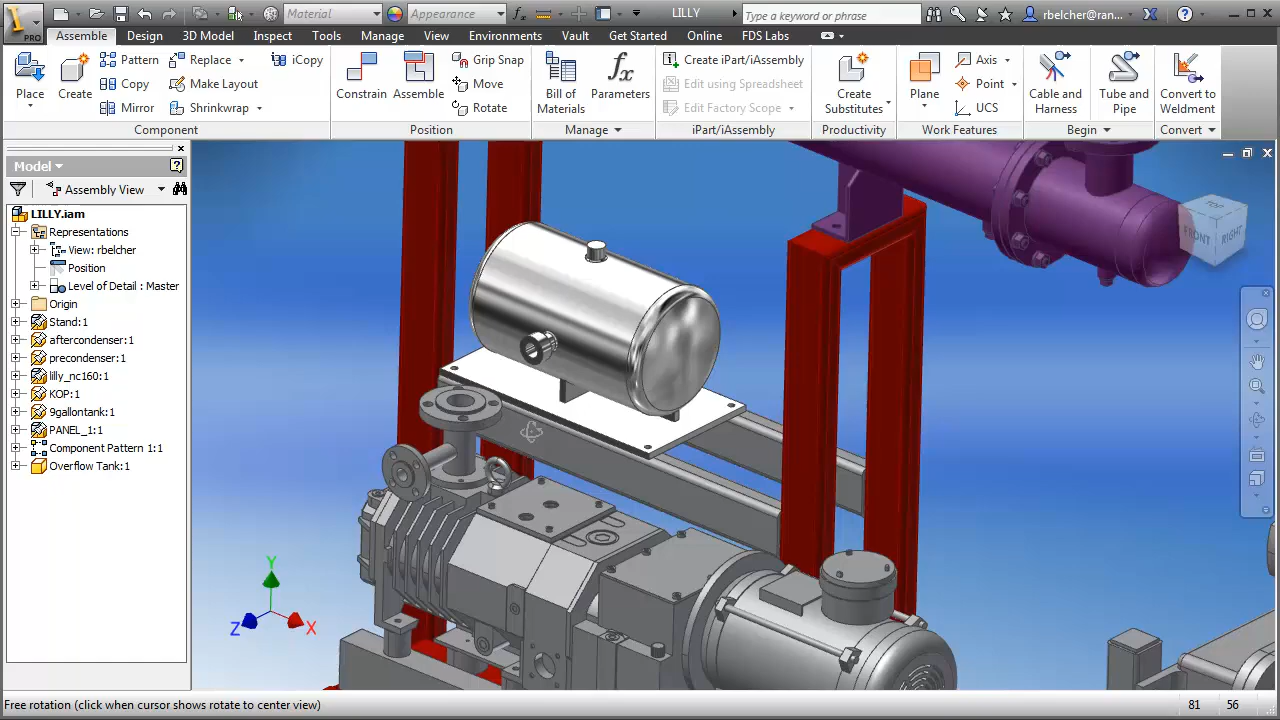 Material
Appearance
LILLY
Type a keyword or phrase
rbelcher@ran...
PRO
Assemble
Design
3D Model
Inspect
Tools
Manage
View
Environments
Vault
Get Started
Online
FDS Labs
Place
Create
Pattern
Copy
Mirror
Replace
Make Layout
Shrinkwrap
iCopy
Component
Constrain
Assemble
Grip Snap
Move
Rotate
Position
Bill of
Materials
fx
Parameters
Manage
Create iPart/iAssembly
Edit using Spreadsheet
Edit Factory Scope
iPart/iAssembly
Create
Substitutes
Productivity
Plane
Axis
Point
UCS
Work Features
Cable and
Harness
Tube and
Pipe
Begin
Convert to
Weldment
Convert
Model
Assembly View
LILLY.iam
Representations
View: rbelcher
Position
Level of Detail : Master
Origin
Stand:1
aftercondenser:1
precondenser:1
lilly_nc160:1
KOP:1
9gallontank:1
PANEL_1:1
Component Pattern 1:1
Overflow Tank:1
TOP
FRONT
RIGHT
Y
Z
X
Free rotation (click when cursor shows rotate to center view)
81
56